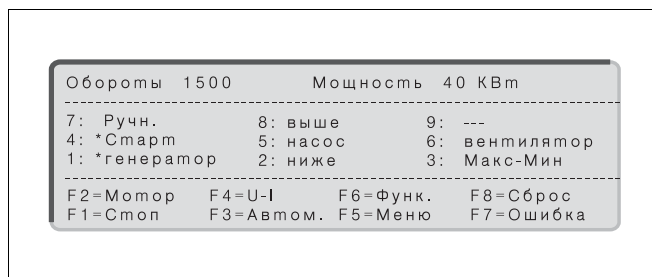 Обороты 1500 Мощность 40 КВт
7: Ручн. 8: выше 9: ---
4: *Старт 5: насос 6: вентилятор
1: *генератор 2: ниже 3: Макс-Мин
F2=Мотор F4=U-I F6=Функ. F8=Сброс
F1=Стоп F3=Автом. F5=Меню F7=Ошибка